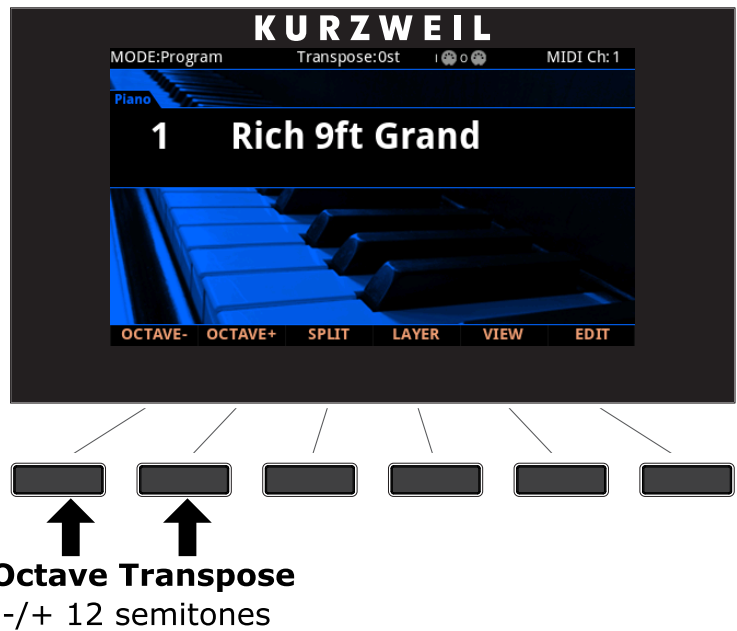 KURZWEIL
MODE:Program Transpose:0st I O MIDI Ch:1
Piano
1 Rich 9ft Grand
OCTAVE- OCTAVE+ SPLIT LAYER VIEW EDIT
Octave Transpose
-/+ 12 semitones